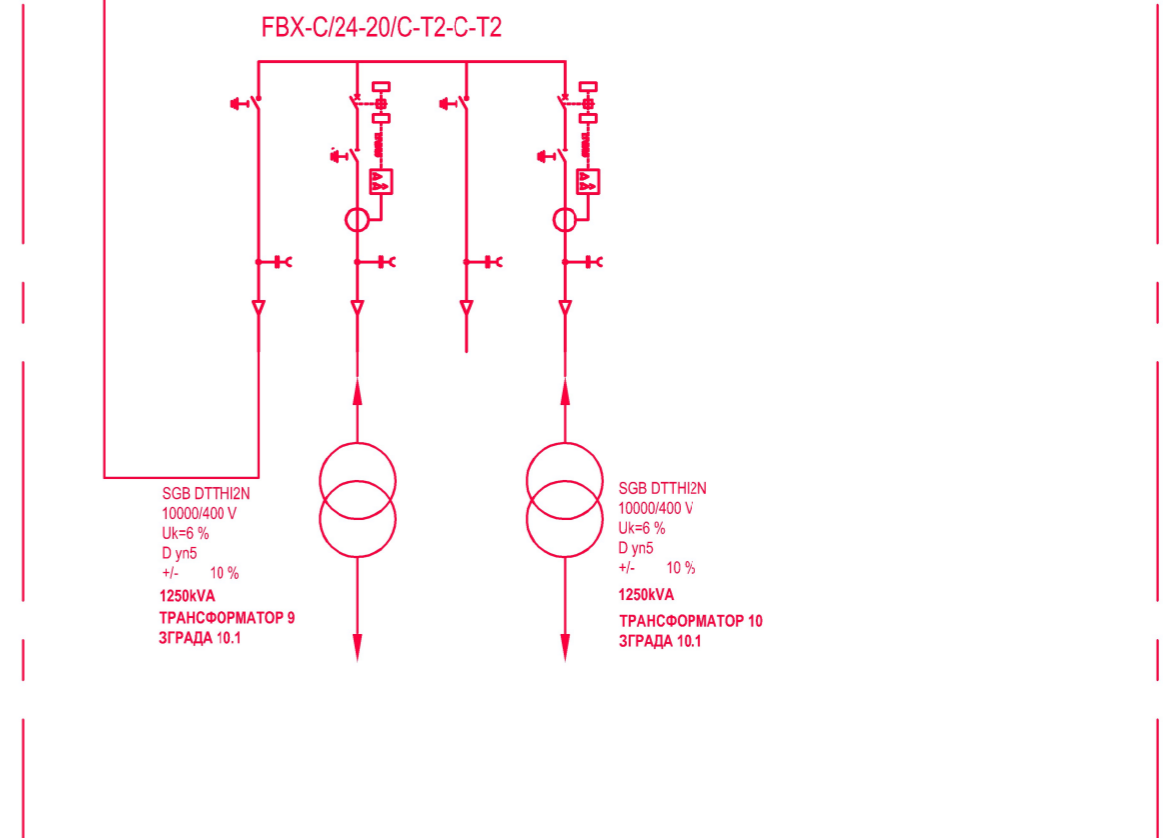 FBX-C/24-20/C-T2-C-T2
SGB DTTHI2N
10000/400 V
Uk=6 %
D yn5
+/- 10 %
1250kVA
ТРАНСФОРМАТОР 9
ЗГРАДА 10.1
SGB DTTHI2N
10000/400 V
Uk=6 %
D yn5
+/- 10 %
1250kVA
ТРАНСФОРМАТОР 10
ЗГРАДА 10.1